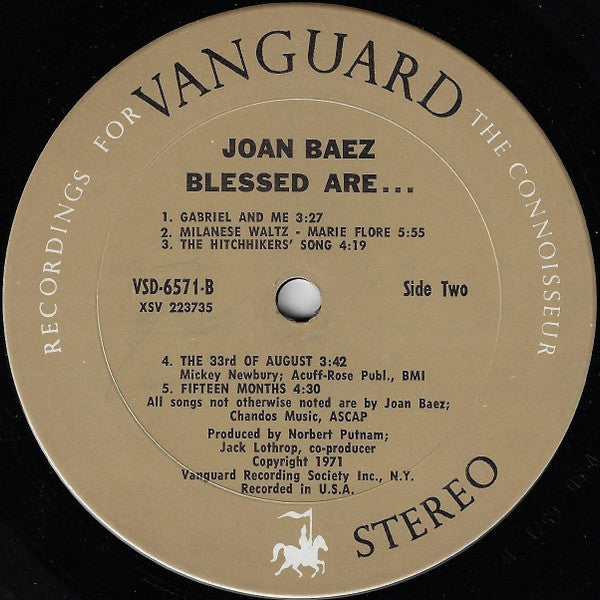 RECORDINGS FOR VANGUARD THE CONNOISSEUR
JOAN BAEZ
BLESSED ARE...
1. GABRIEL AND ME 3:27
2. MILANESE WALTZ - MARIE FLORE 5:55
3. THE HITCHHIKERS' SONG 4:19
VSD-6571-B Side Two
XSV 223735
4. THE 33rd OF AUGUST 3:42
Mickey Newbury; Acuff-Rose Publ., BMI
5. FIFTEEN MONTHS 4:30
All songs not otherwise noted are by Joan Baez;
Chandos Music, ASCAP
Produced by Norbert Putnam;
Jack Lothrop, co-producer
Copyright 1971
Vanguard Recording Society Inc., N.Y.
Recorded in U.S.A.
STEREO